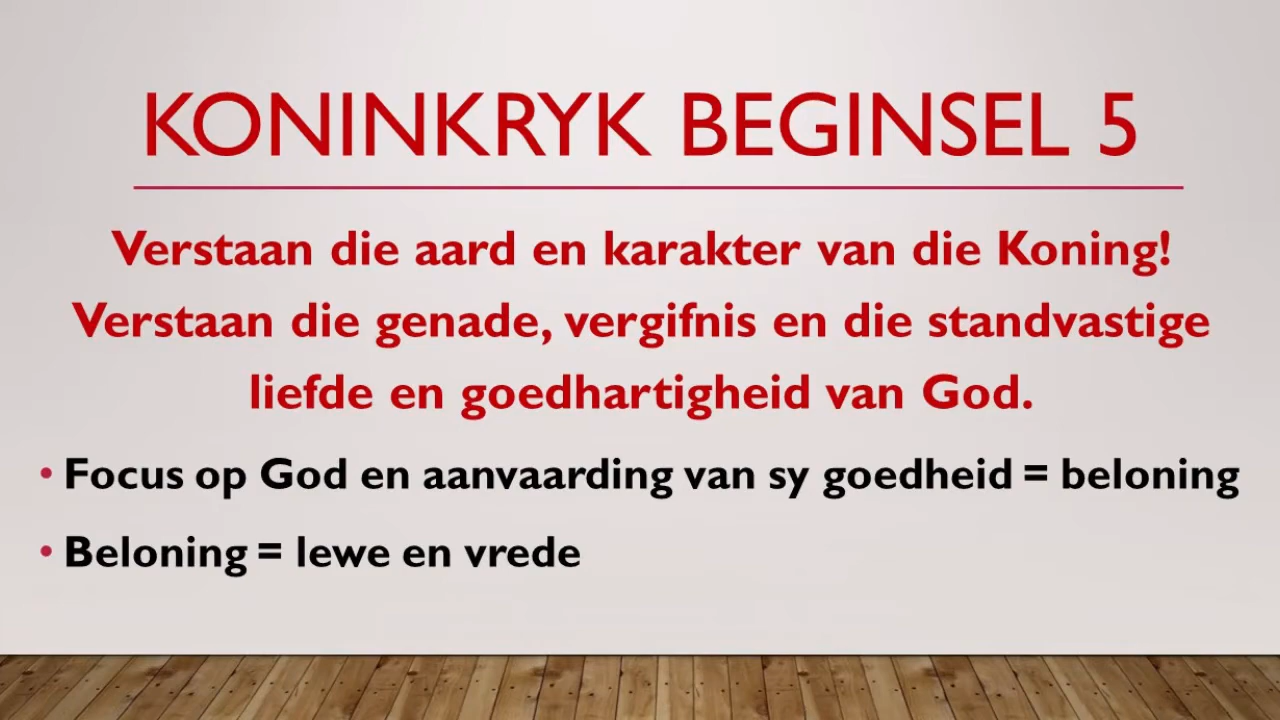 KONINKRYK BEGINSEL 5
Verstaan die aard en karakter van die Koning!
Verstaan die genade, vergifnis en die standvastige
liefde en goedhartigheid van God.
• Focus op God en aanvaarding van sy goedheid = beloning
• Beloning = lewe en vrede